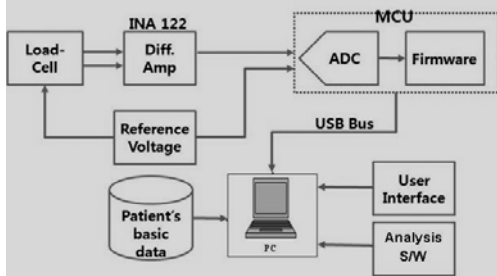 INA 122
MCU
Load-
Cell
Diff.
Amp
ADC
Firmware
Reference
Voltage
USB Bus
Patient's
basic
data
PC
User
Interface
Analysis
S/W